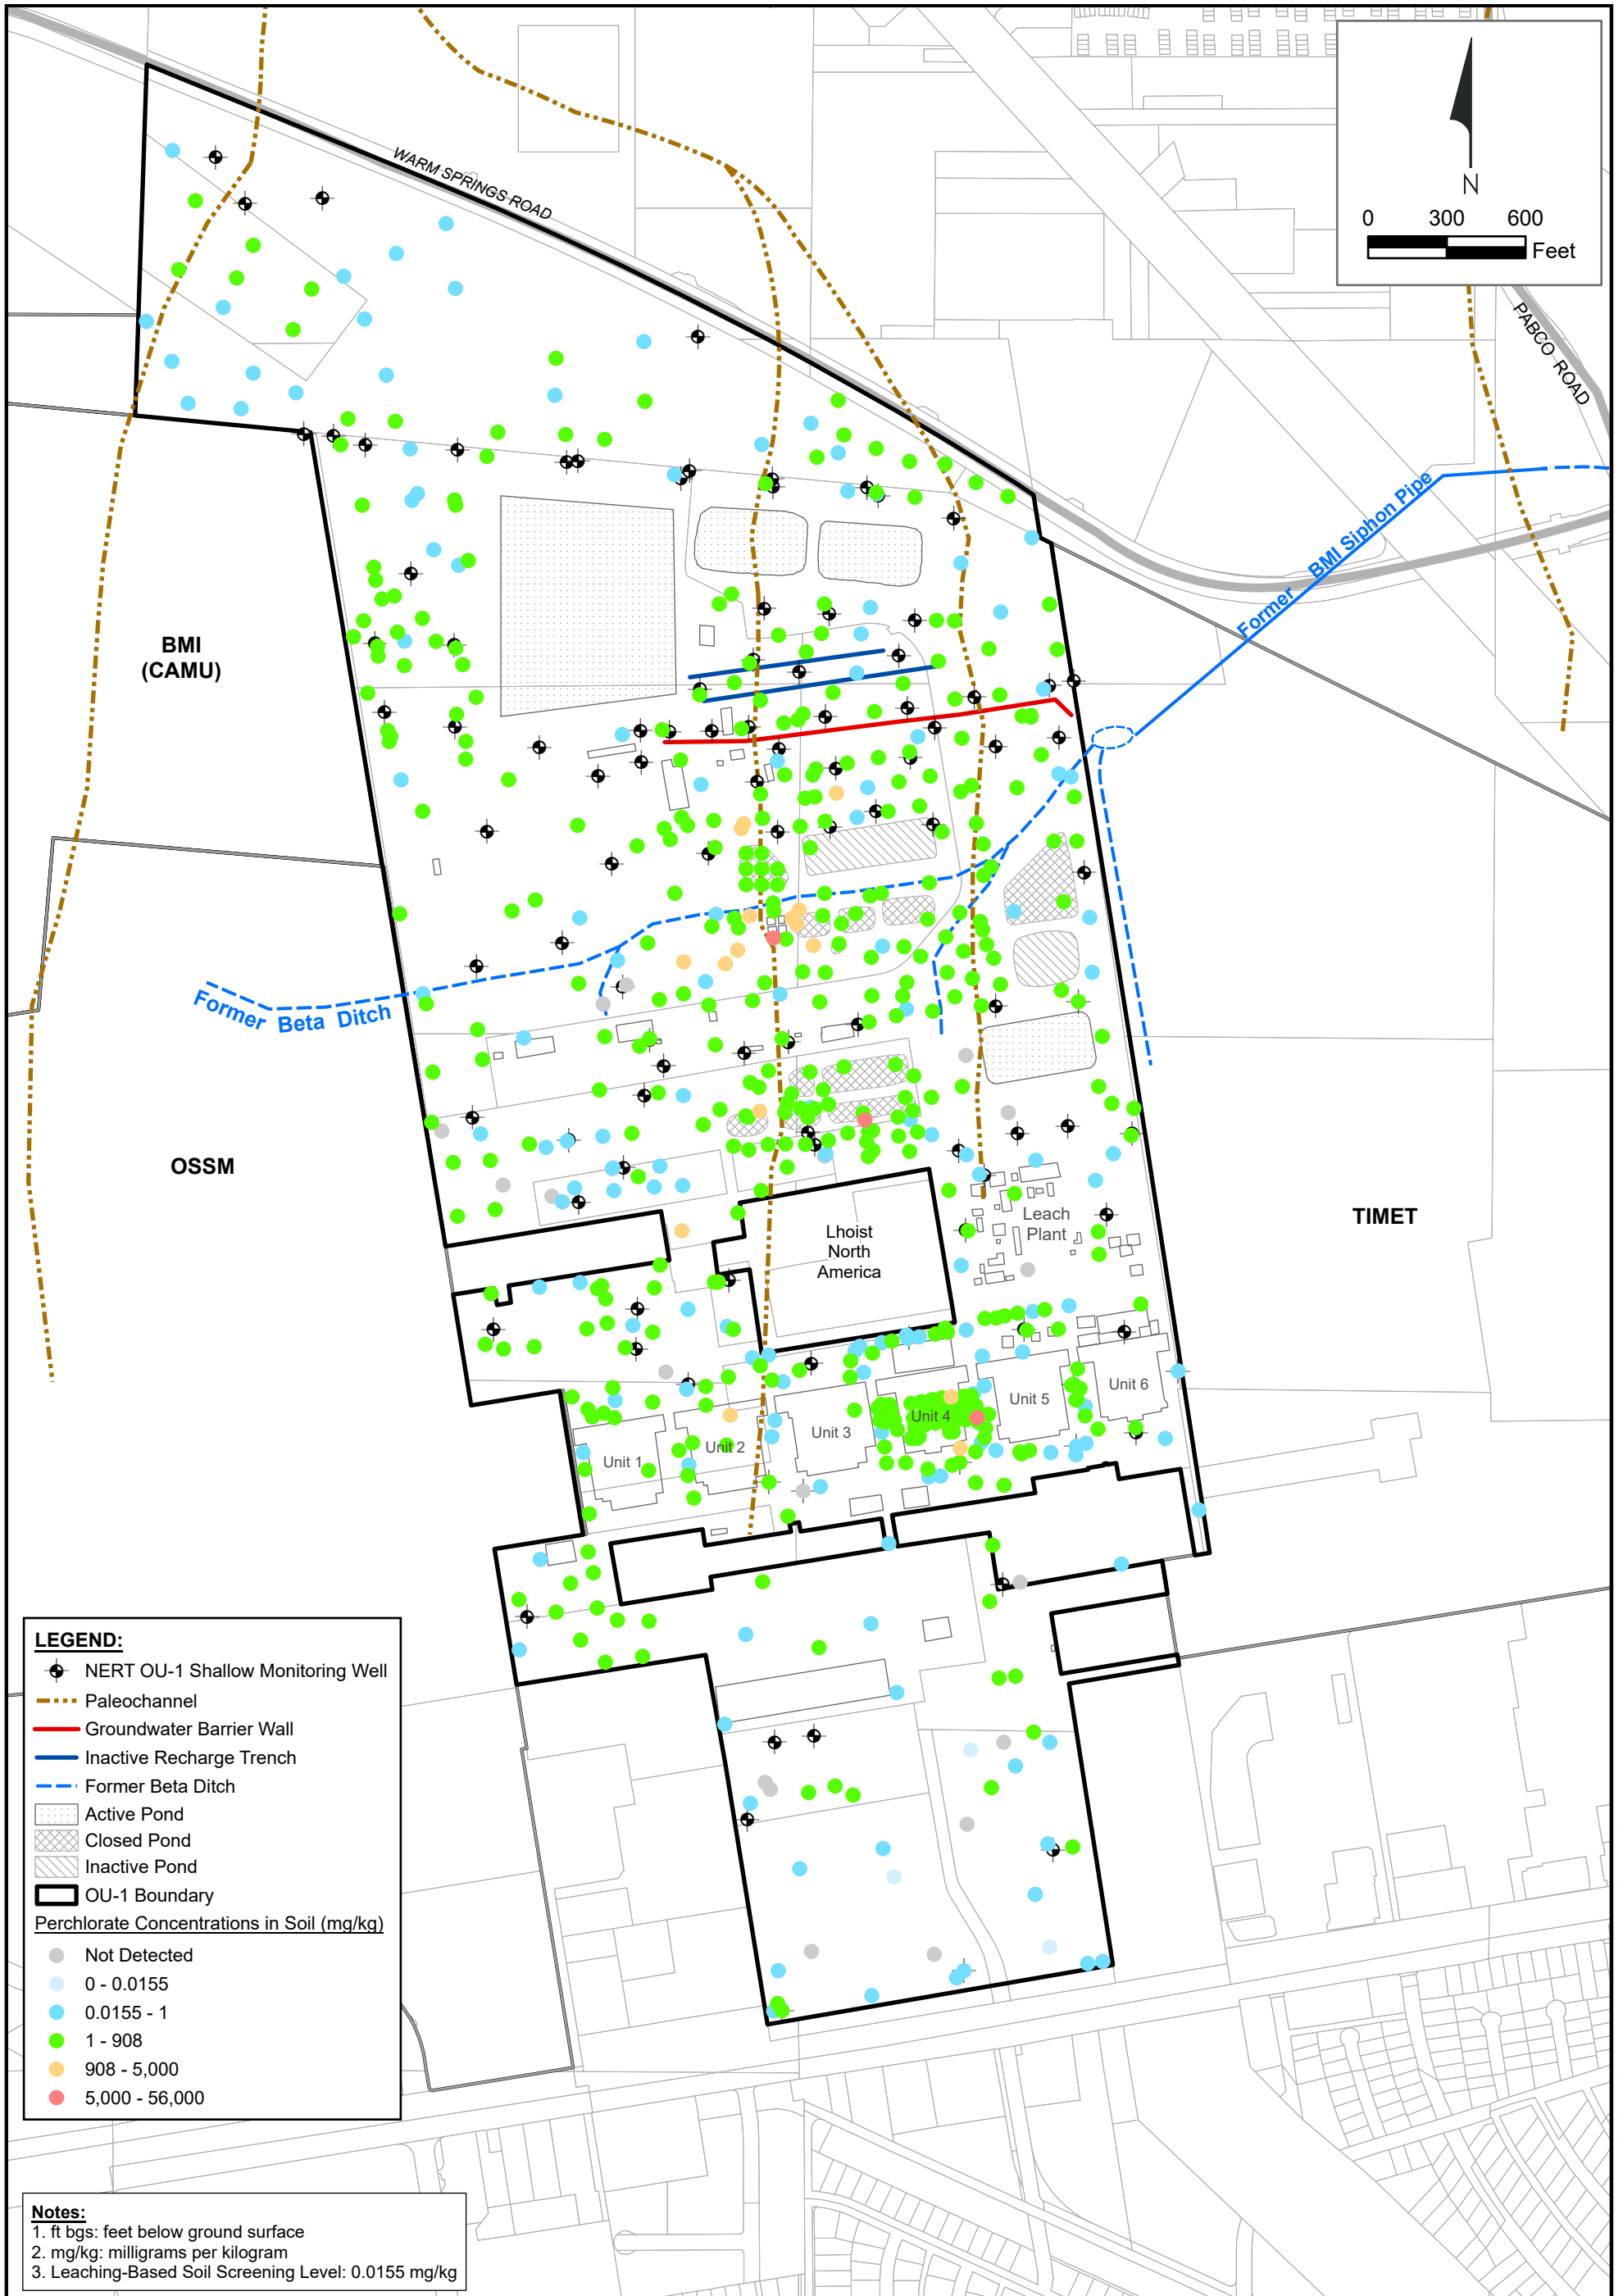 N
0 300 600
Feet
WARM SPRINGS ROAD
PABCO ROAD
Former BMI Siphon Pipe
BMI
(CAMU)
Former Beta Ditch
OSSM
TIMET
Lhoist
North
America
Leach
Plant
Unit 1
Unit 2
Unit 3
Unit 4
Unit 5
Unit 6
LEGEND:
NERT OU-1 Shallow Monitoring Well
Paleochannel
Groundwater Barrier Wall
Inactive Recharge Trench
Former Beta Ditch
Active Pond
Closed Pond
Inactive Pond
OU-1 Boundary
Perchlorate Concentrations in Soil (mg/kg)
Not Detected
0 - 0.0155
0.0155 - 1
1 - 908
908 - 5,000
5,000 - 56,000
Notes:
1. ft bgs: feet below ground surface
2. mg/kg: milligrams per kilogram
3. Leaching-Based Soil Screening Level: 0.0155 mg/kg